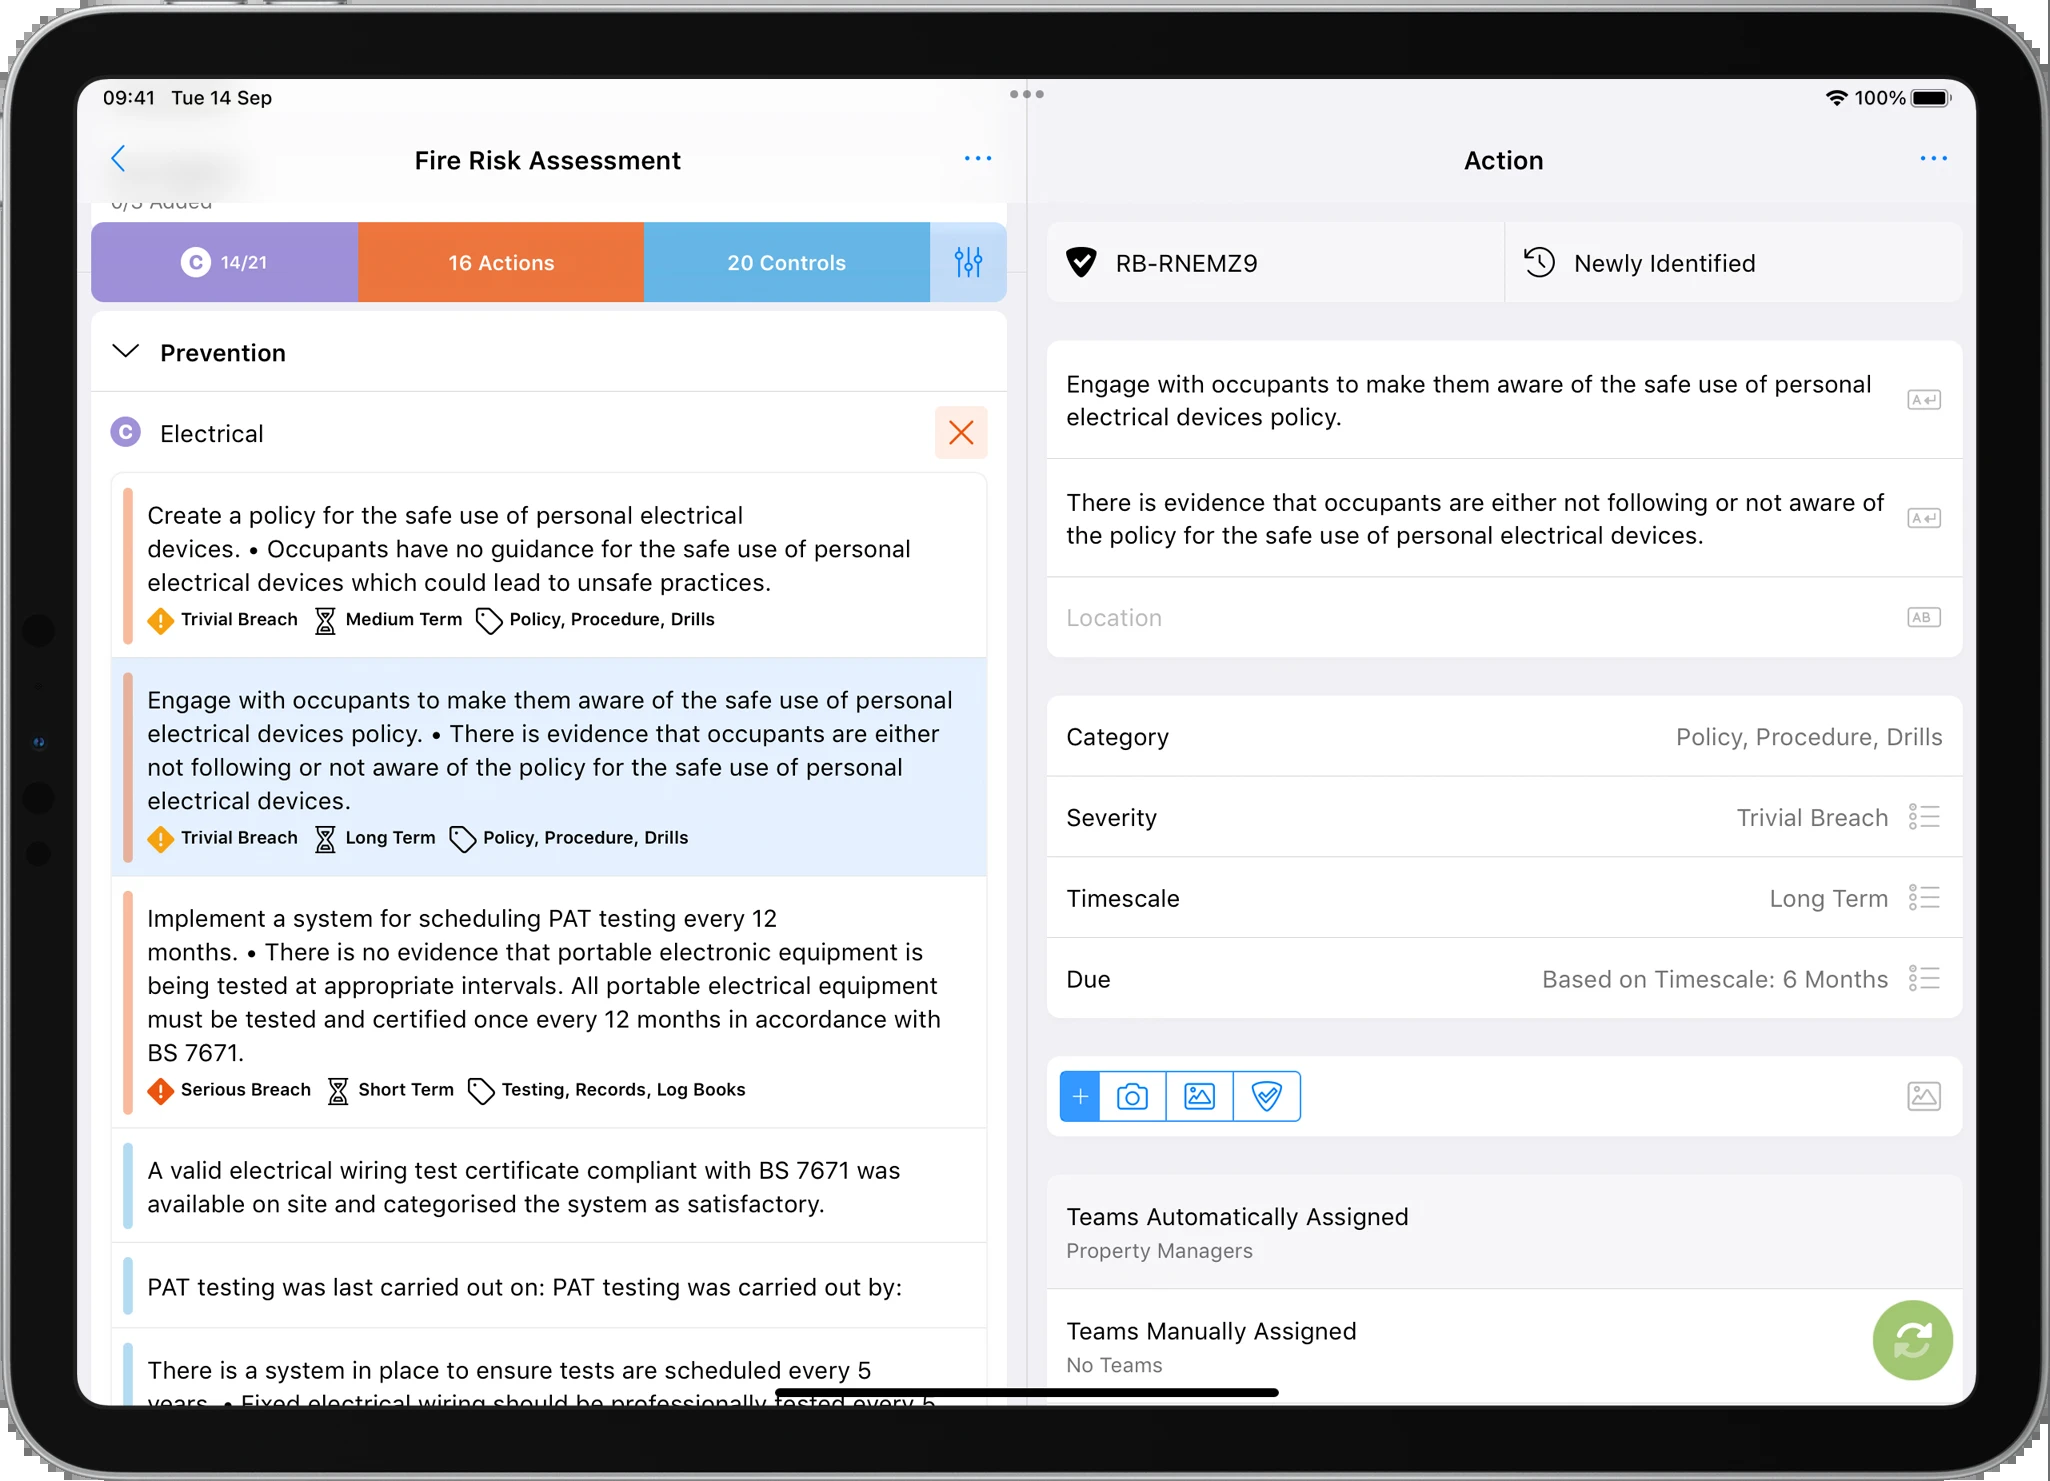 09:41 Tue 14 Sep
100%
Fire Risk Assessment
Action
0/3 Added
C 14/21
16 Actions
20 Controls
RB-RNEMZ9
Newly Identified
Prevention
C Electrical
Create a policy for the safe use of personal electrical
devices. • Occupants have no guidance for the safe use of personal
electrical devices which could lead to unsafe practices.
Trivial Breach Medium Term Policy, Procedure, Drills
Engage with occupants to make them aware of the safe use of personal
electrical devices policy. • There is evidence that occupants are either
not following or not aware of the policy for the safe use of personal
electrical devices.
Trivial Breach Long Term Policy, Procedure, Drills
Implement a system for scheduling PAT testing every 12
months. • There is no evidence that portable electronic equipment is
being tested at appropriate intervals. All portable electrical equipment
must be tested and certified once every 12 months in accordance with
BS 7671.
Serious Breach Short Term Testing, Records, Log Books
A valid electrical wiring test certificate compliant with BS 7671 was
available on site and categorised the system as satisfactory.
PAT testing was last carried out on: PAT testing was carried out by:
There is a system in place to ensure tests are scheduled every 5
years. • Fixed electrical wiring should be professionally tested every 5
Engage with occupants to make them aware of the safe use of personal
electrical devices policy.
A
There is evidence that occupants are either not following or not aware of
the policy for the safe use of personal electrical devices.
A
Location
AB
Category Policy, Procedure, Drills
Severity Trivial Breach
Timescale Long Term
Due Based on Timescale: 6 Months
Teams Automatically Assigned
Property Managers
Teams Manually Assigned
No Teams